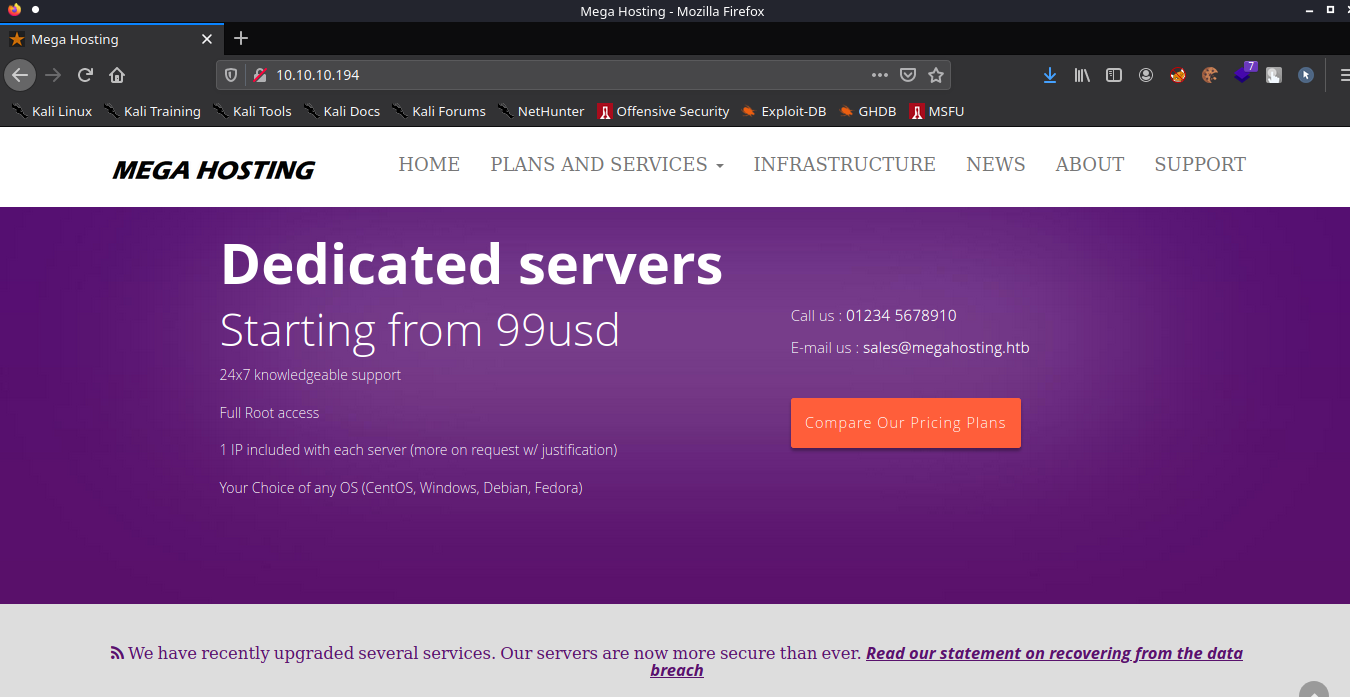 Mega Hosting - Mozilla Firefox
Mega Hosting
10.10.10.194
7
Kali Linux Kali Training Kali Tools Kali Docs Kali Forums NetHunter Offensive Security Exploit-DB GHDB MSFU
MEGA HOSTING HOME PLANS AND SERVICES INFRASTRUCTURE NEWS ABOUT SUPPORT
Dedicated servers
Starting from 99usd
24x7 knowledgeable support
Full Root access
1 IP included with each server (more on request w/ justification)
Your Choice of any OS (CentOS, Windows, Debian, Fedora)
Call us : 01234 5678910
E-mail us : sales@megahosting.htb
Compare Our Pricing Plans
We have recently upgraded several services. Our servers are now more secure than ever. Read our statement on recovering from the data
breach